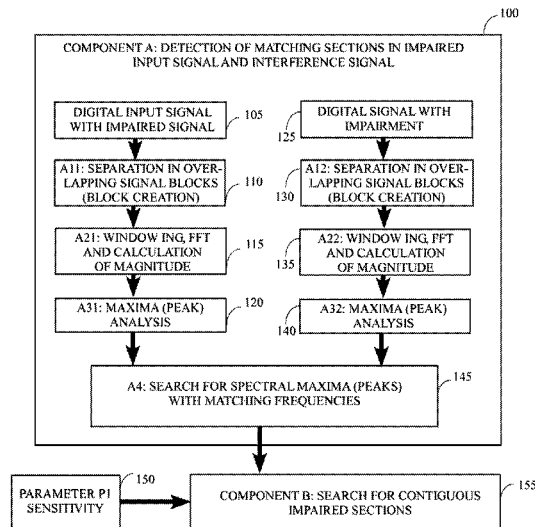 100
COMPONENT A: DETECTION OF MATCHING SECTIONS IN IMPAIRED
INPUT SIGNAL AND INTERFERENCE SIGNAL
DIGITAL INPUT SIGNAL
WITH IMPAIRED SIGNAL
105
A11: SEPARATION IN OVER-
LAPPING SIGNAL BLOCKS
(BLOCK CREATION)
110
A21: WINDOW ING, FFT
AND CALCULATION
OF MAGNITUDE
115
A31: MAXIMA (PEAK)
ANALYSIS
120
DIGITAL SIGNAL WITH
IMPAIRMENT
125
A12: SEPARATION IN OVER-
LAPPING SIGNAL BLOCKS
(BLOCK CREATION)
130
A22: WINDOW ING, FFT
AND CALCULATION
OF MAGNITUDE
135
A32: MAXIMA (PEAK)
ANALYSIS
140
A4: SEARCH FOR SPECTRAL MAXIMA (PEAKS)
WITH MATCHING FREQUENCIES
145
PARAMETER P1
SENSITIVITY
150
COMPONENT B: SEARCH FOR CONTIGUOUS
IMPAIRED SECTIONS
155